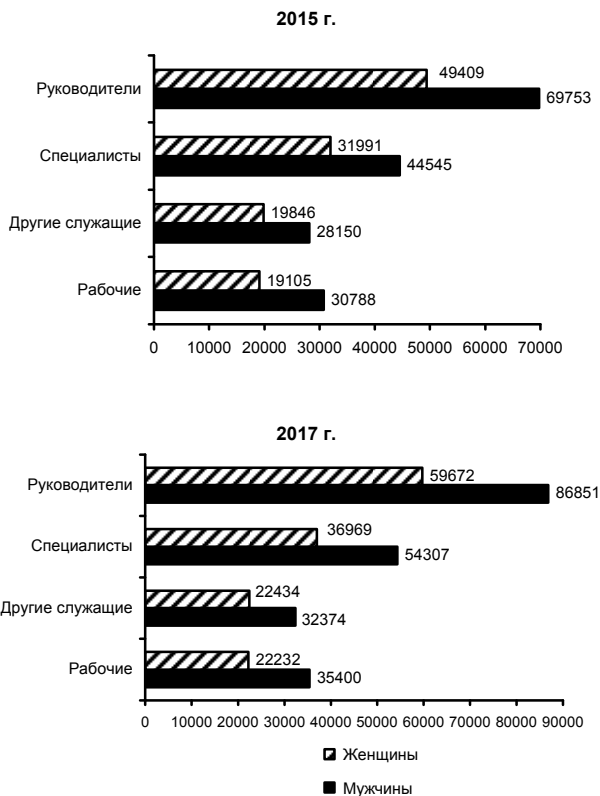 2015 г.
Руководители
49409
69753
Специалисты
31991
44545
Другие служащие
19846
28150
Рабочие
19105
30788
0 10000 20000 30000 40000 50000 60000 70000
2017 г.
Руководители
59672
86851
Специалисты
36969
54307
Другие служащие
22434
32374
Рабочие
22232
35400
0 10000 20000 30000 40000 50000 60000 70000 80000 90000
Женщины
Мужчины